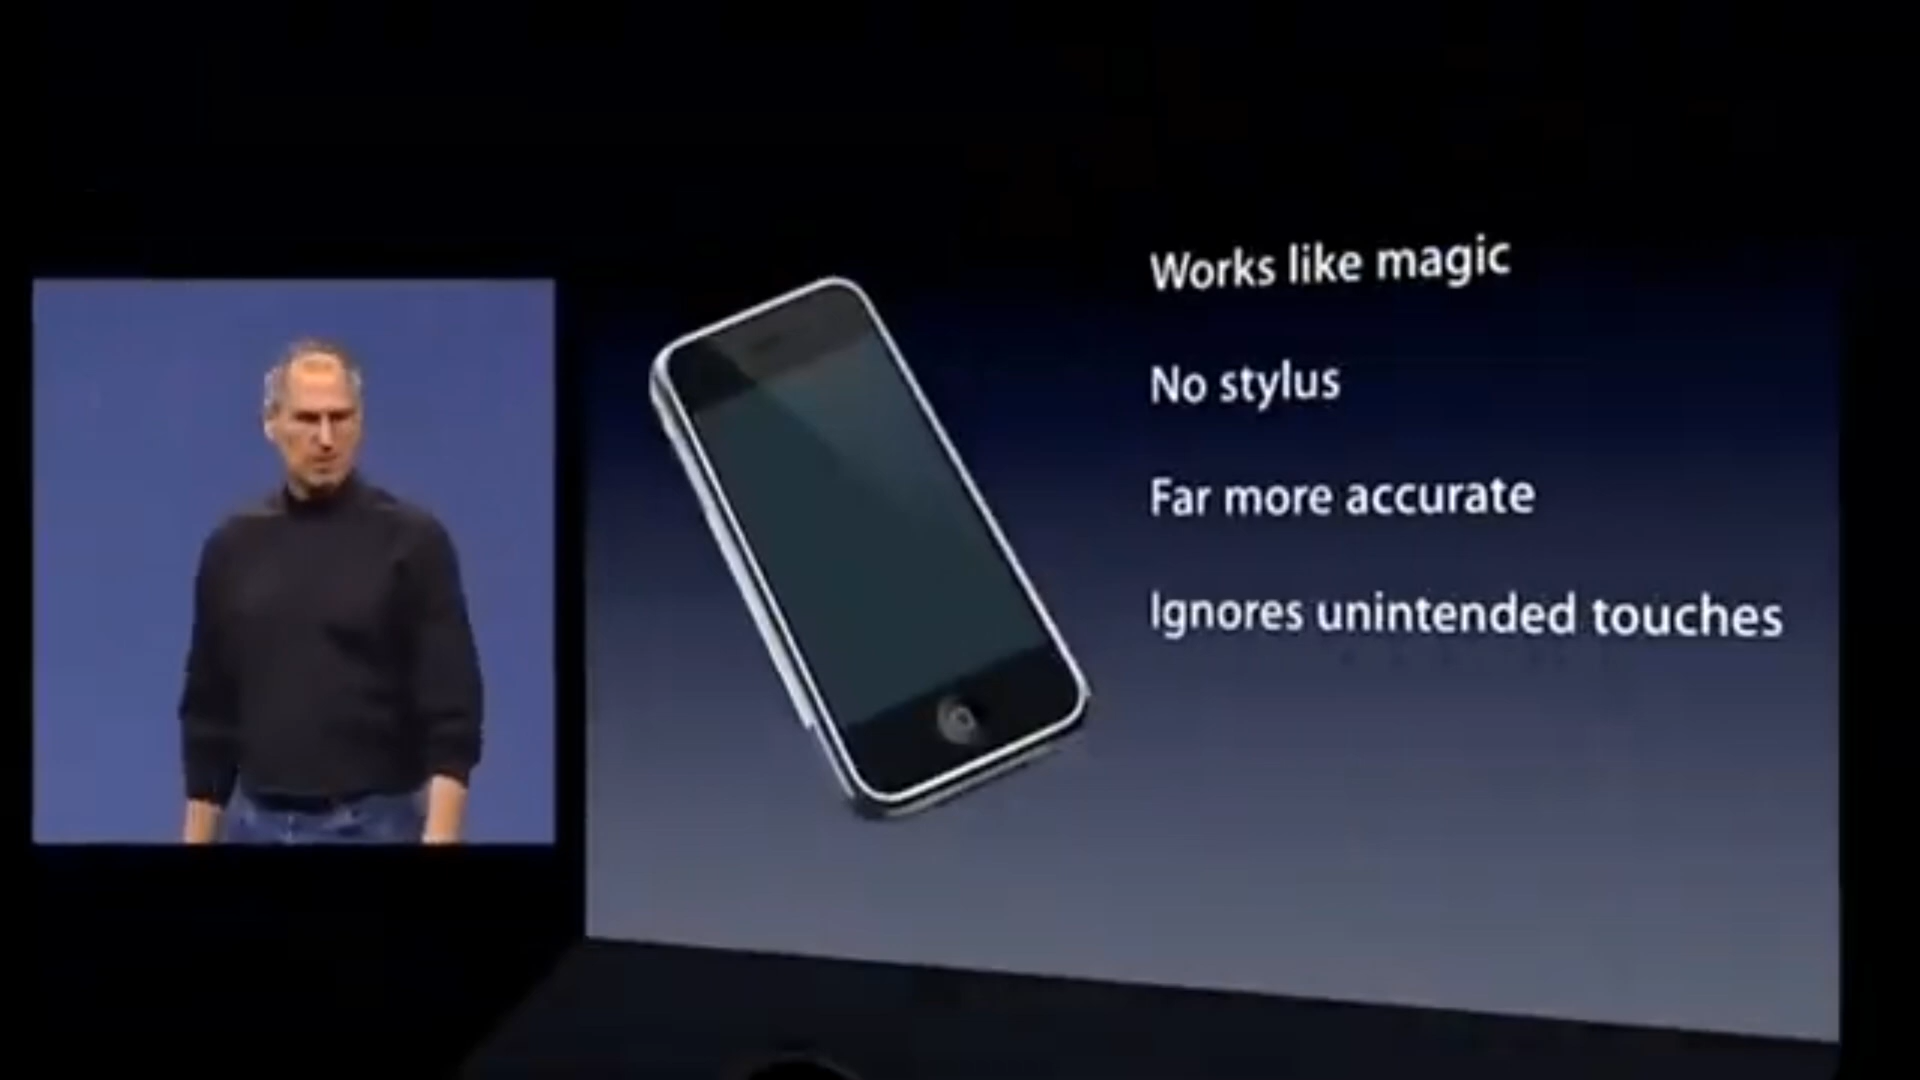 Works like magic
No stylus
Far more accurate
Ignores unintended touches